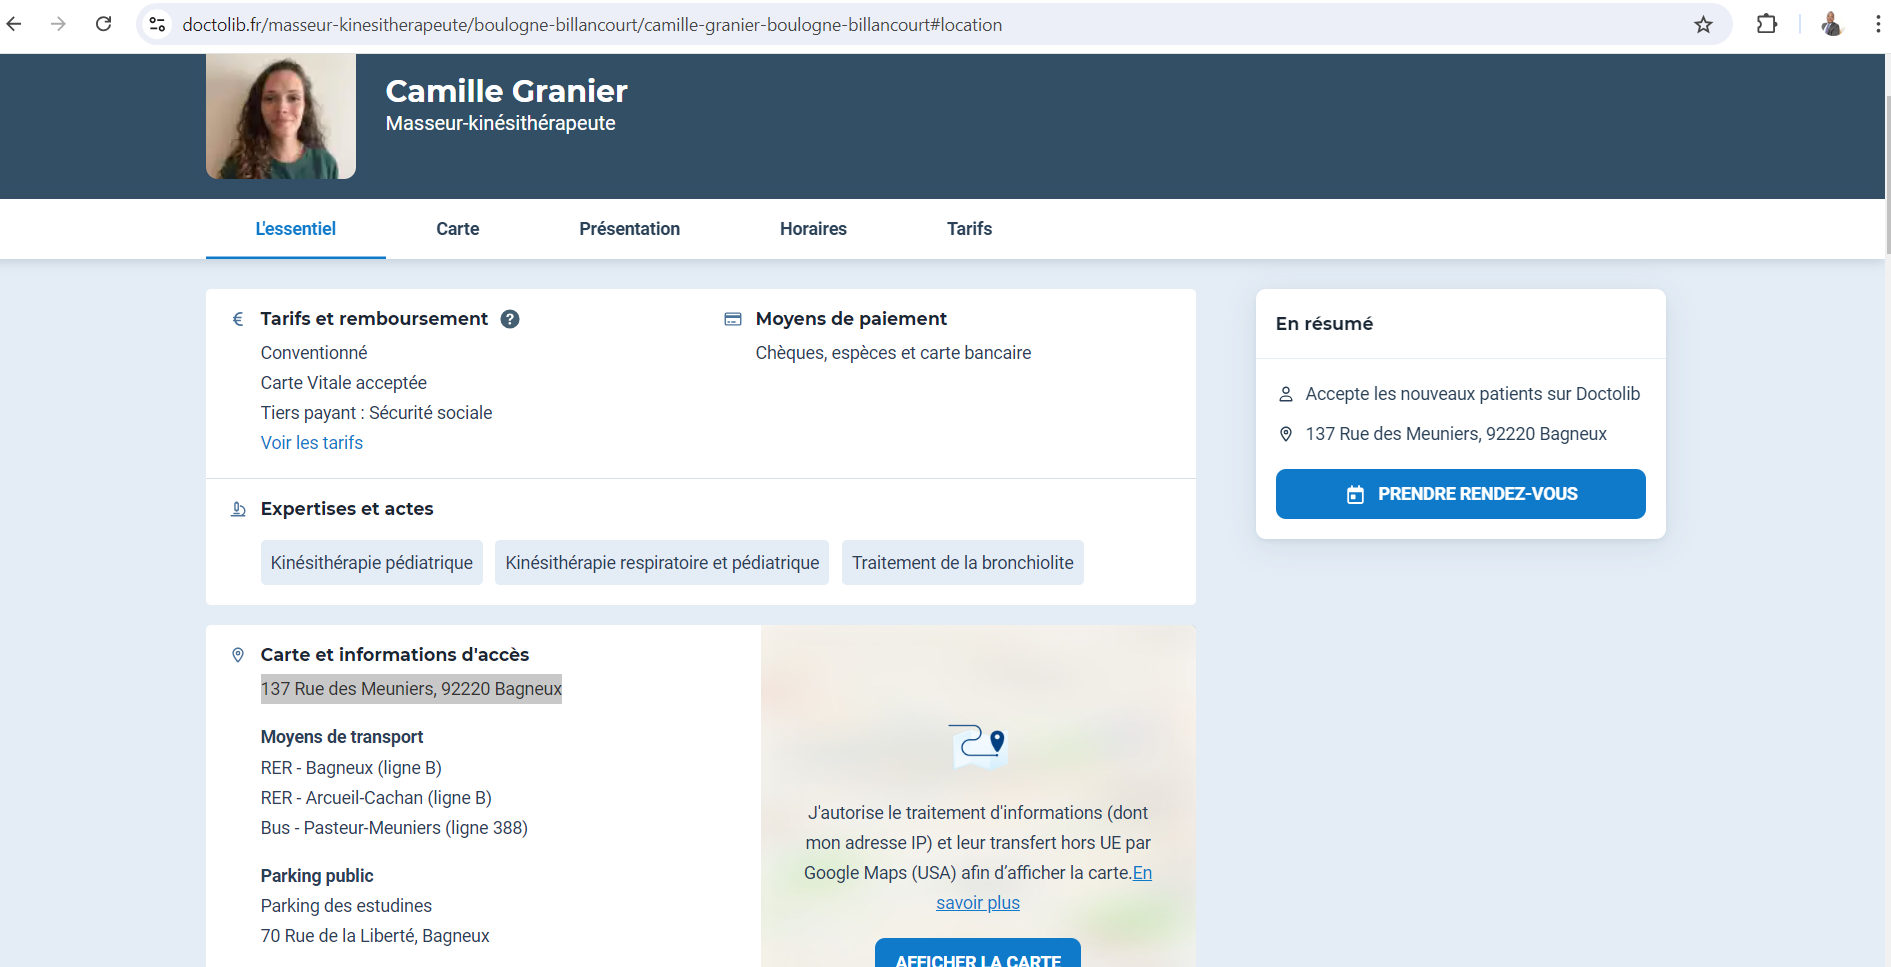 doctolib.fr/masseur-kinesitherapeute/boulogne-billancourt/camille-granier-boulogne-billancourt#location
Camille Granier
Masseur-kinésithérapeute
L'essentiel
Carte
Présentation
Horaires
Tarifs
€ Tarifs et remboursement ?
Conventionné
Carte Vitale acceptée
Tiers payant : Sécurité sociale
Voir les tarifs
Moyens de paiement
Chèques, espèces et carte bancaire
Expertises et actes
Kinésithérapie pédiatrique
Kinésithérapie respiratoire et pédiatrique
Traitement de la bronchiolite
Carte et informations d'accès
137 Rue des Meuniers, 92220 Bagneux
Moyens de transport
RER - Bagneux (ligne B)
RER - Arcueil-Cachan (ligne B)
Bus - Pasteur-Meuniers (ligne 388)
Parking public
Parking des estudines
70 Rue de la Liberté, Bagneux
J'autorise le traitement d'informations (dont
mon adresse IP) et leur transfert hors UE par
Google Maps (USA) afin d’afficher la carte.En
savoir plus
AFFICHER LA CARTE
En résumé
Accepte les nouveaux patients sur Doctolib
137 Rue des Meuniers, 92220 Bagneux
PRENDRE RENDEZ-VOUS